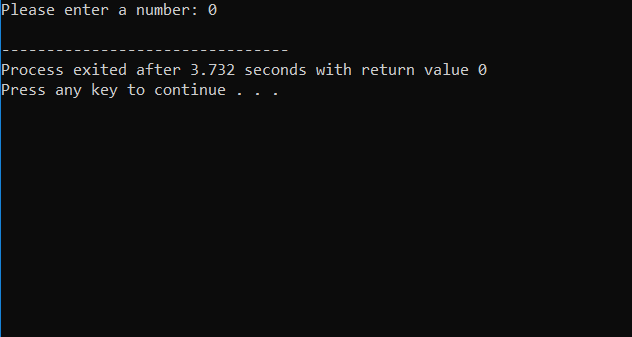 Please enter a number: 0
--------------------------------
Process exited after 3.732 seconds with return value 0
Press any key to continue . . .